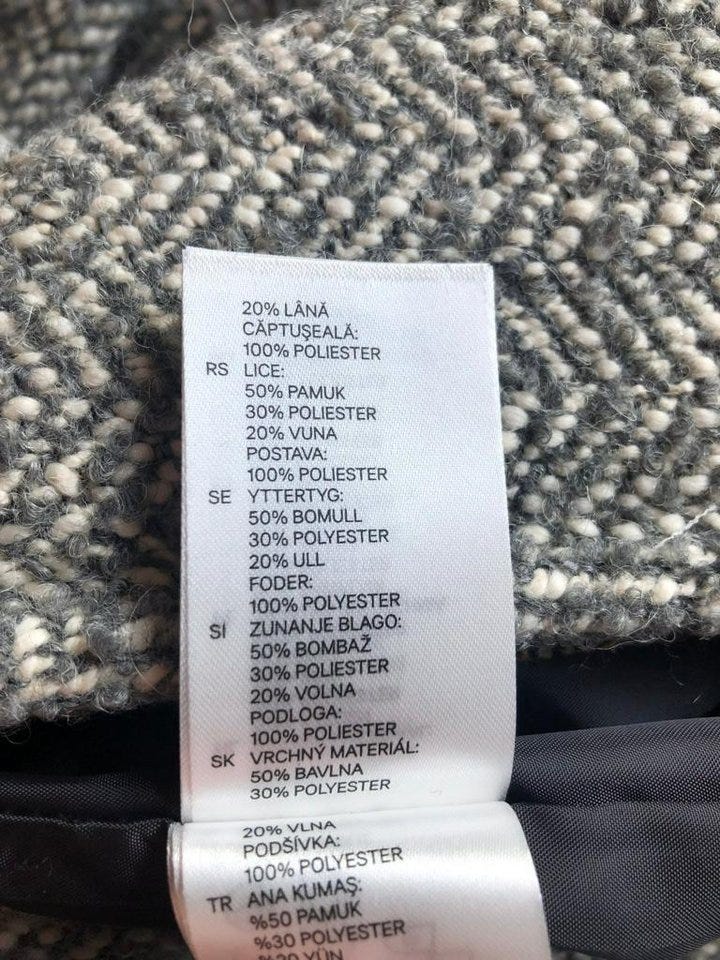 20% LÂNĂ
CĂPTUŞEALĂ:
100% POLIESTER
RS LICE:
50% PAMUK
30% POLIESTER
20% VUNA
POSTAVA:
100% POLIESTER
SE YTTERTYG:
50% BOMULL
30% POLYESTER
20% ULL
FODER:
100% POLYESTER
SI ZUNANJE BLAGO:
50% BOMBAŽ
30% POLIESTER
20% VOLNA
PODLOGA:
100% POLIESTER
SK VRCHNÝ MATERIÁL:
50% BAVLNA
30% POLYESTER
20% VLNA
PODŠÍVKA:
100% POLYESTER
TR ANA KUMAŞ:
%50 PAMUK
%30 POLYESTER
%20 YÜN